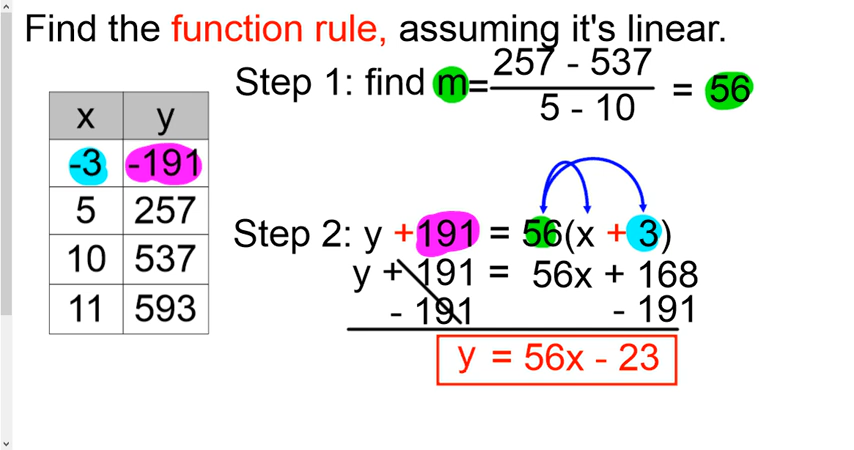 Find the function rule, assuming it's linear.
Step 1: find m= 257 - 537
5 - 10
= 56
x y
-3 -191
5 257
10 537
11 593
Step 2: y +191 = 56(x + 3)
y + 191 = 56x + 168
- 191 - 191
y = 56x - 23